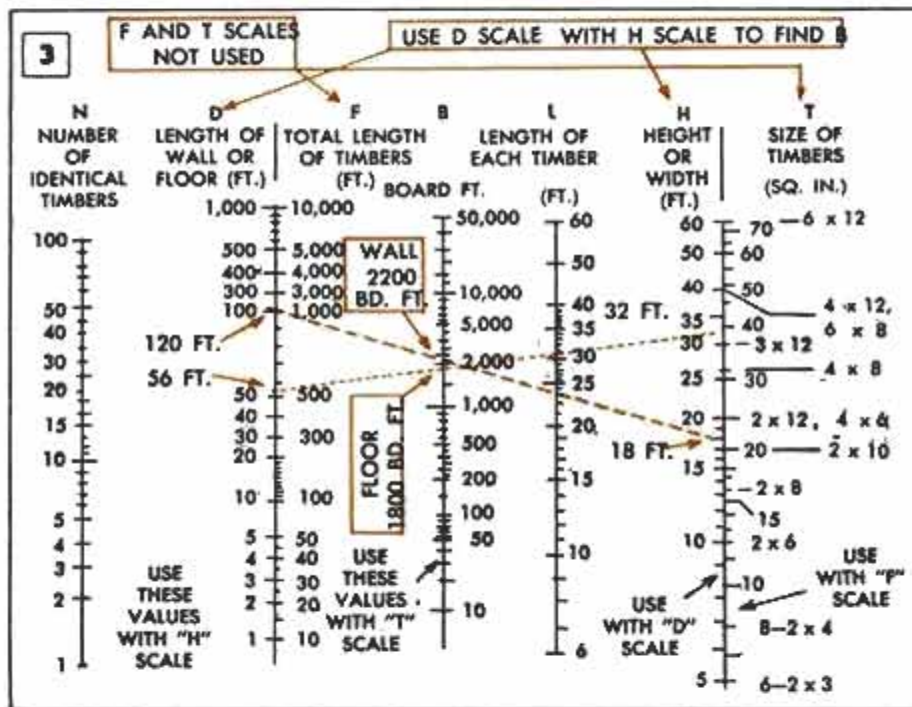 3
F AND T SCALES
NOT USED
USE D SCALE WITH H SCALE TO FIND B
N
NUMBER
OF
IDENTICAL
TIMBERS
D
LENGTH OF
WALL OR
FLOOR (FT.)
F
TOTAL LENGTH
OF TIMBERS
(FT.)
B
BOARD FT.
L
LENGTH OF
EACH TIMBER
(FT.)
H
HEIGHT
OR
WIDTH
(FT.)
T
SIZE OF
TIMBERS
(SQ. IN.)
100
50
40
30
20
15
10
5
4
3
2
1
1,000
500
400
300
100
50
40
30
20
10
5
4
3
2
1
10,000
5,000
4,000
3,000
1,000
500
300
100
50
40
30
20
10
50,000
10,000
5,000
2,000
1,000
500
200
100
50
10
60
50
40
35
30
25
20
15
10
6
60
50
40
35
30
25
20
15
10
5
70
60
50
40
30
20
15
10
6 x 12
4 x 12,
6 x 8
3 x 12
4 x 8
2 x 12, 4 x 6
2 x 10
2 x 8
2 x 6
8-2 x 4
6-2 x 3
120 FT.
56 FT.
WALL
2200
BD. FT.
FLOOR
1800 BD. FT.
32 FT.
18 FT.
USE
THESE
VALUES
WITH "H"
SCALE
USE
THESE
VALUES
WITH "T"
SCALE
USE
WITH "D"
SCALE
USE
WITH "F"
SCALE